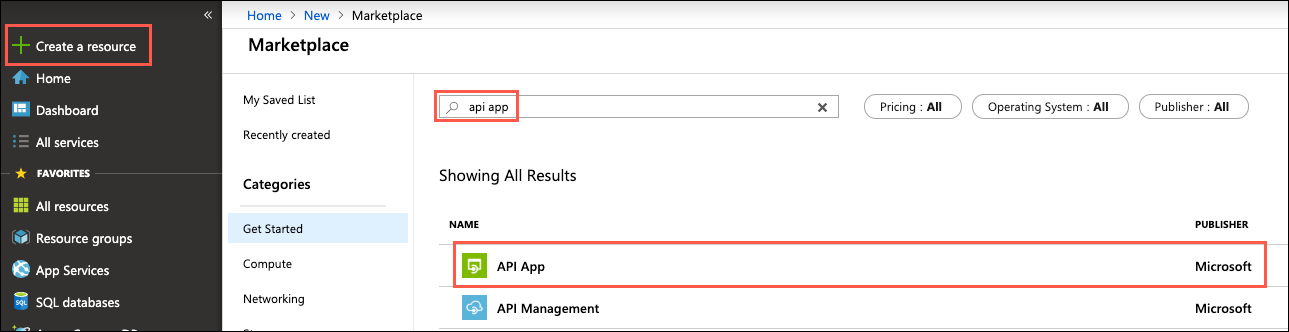 «
Create a resource
Home
Dashboard
All services
FAVORITES
All resources
Resource groups
App Services
SQL databases
Home > New > Marketplace
Marketplace
My Saved List
Recently created
Categories
Get Started
Compute
Networking
api app
Pricing : All
Operating System : All
Publisher : All
Showing All Results
NAME PUBLISHER
API App Microsoft
API Management Microsoft